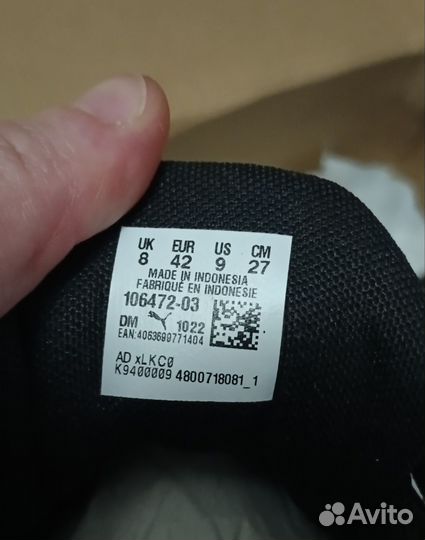 UK EUR US CM
8 42 9 27
MADE IN INDONESIA
FABRIQUÉ EN INDONESIE
106472-03
DM 1022
EAN:4063699771404
AD xLKC0
K9400009 4800718081_1
Avito